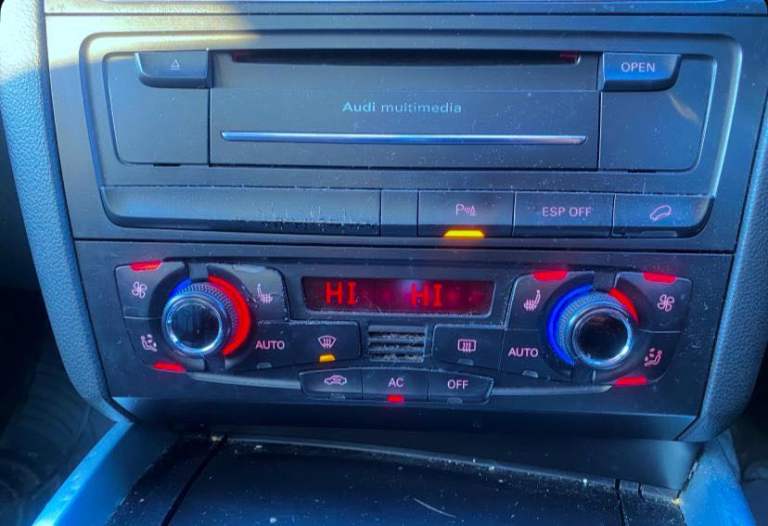 OPEN
Audi multimedia
P
ESP OFF
HI HI
AUTO
AUTO
AC
OFF